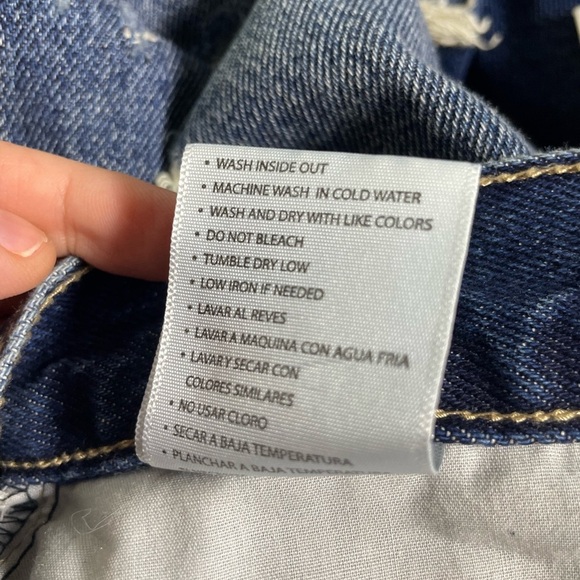 • WASH INSIDE OUT
• MACHINE WASH IN COLD WATER
• WASH AND DRY WITH LIKE COLORS
• DO NOT BLEACH
• TUMBLE DRY LOW
• LOW IRON IF NEEDED
• LAVAR AL REVES
• LAVAR A MAQUINA CON AGUA FRIA
• LAVAR Y SECAR CON
COLORES SIMILARES
• NO USAR CLORO
• SECAR A BAJA TEMPERATURA
• PLANCHAR A BAJA TEMPERATURA